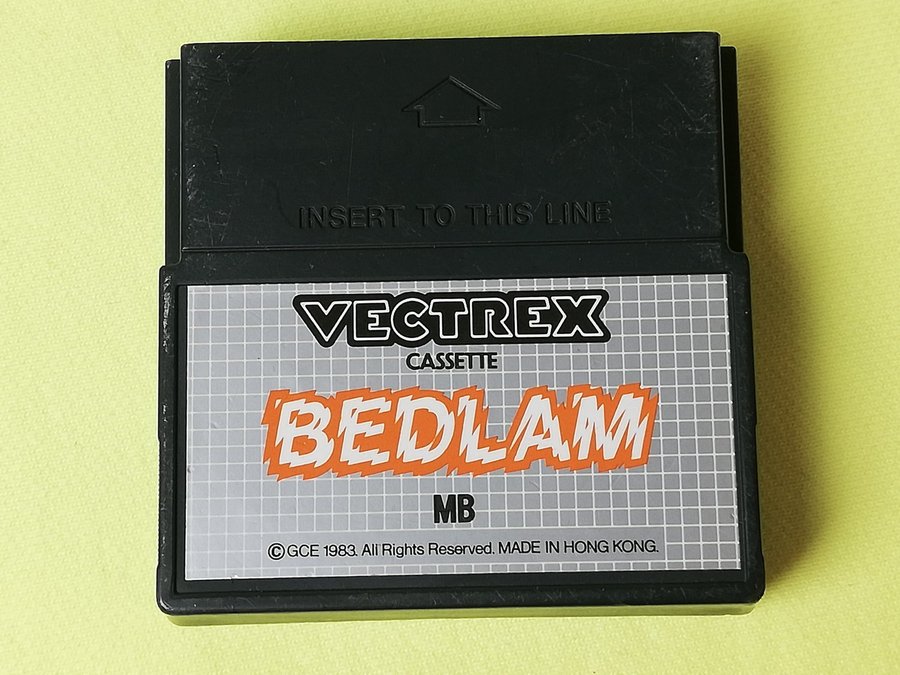 INSERT TO THIS LINE
VECTREX
CASSETTE
BEDLAM
MB
©GCE 1983. All Rights Reserved. MADE IN HONG KONG.